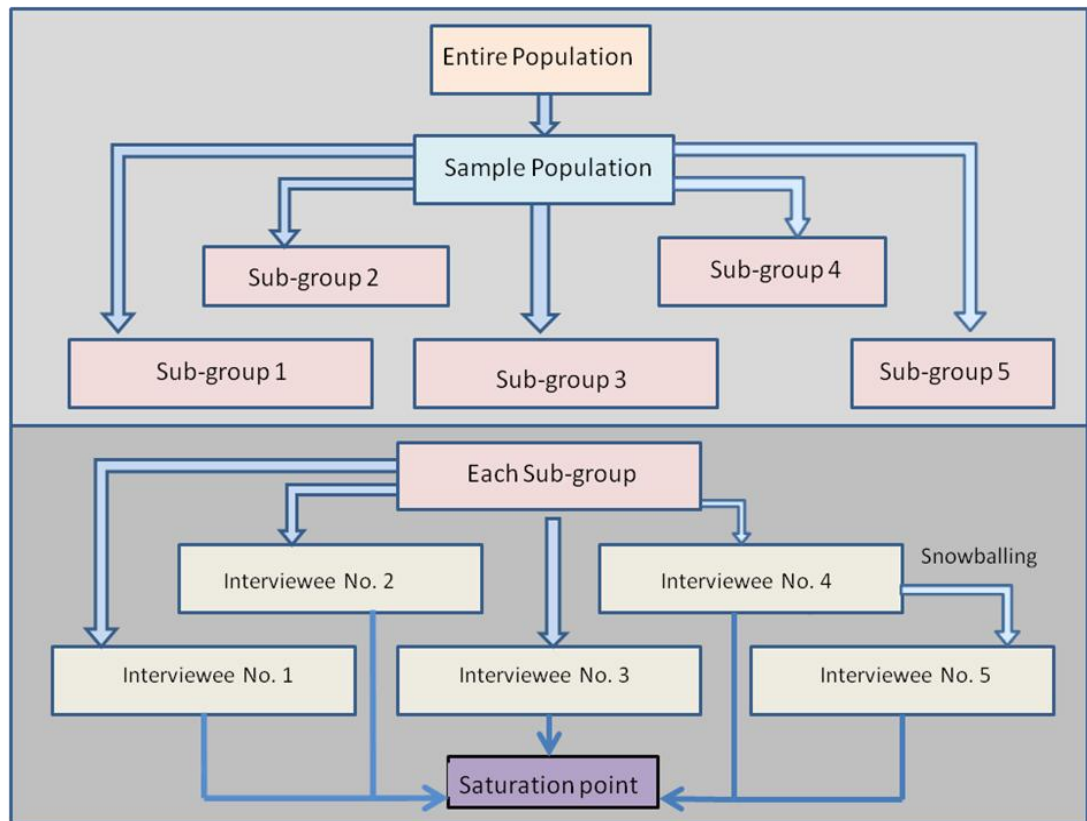 Entire Population
Sample Population
Sub-group 2
Sub-group 4
Sub-group 1
Sub-group 3
Sub-group 5
Each Sub-group
Interviewee No. 2
Interviewee No. 4
Snowballing
Interviewee No. 1
Interviewee No. 3
Interviewee No. 5
Saturation point